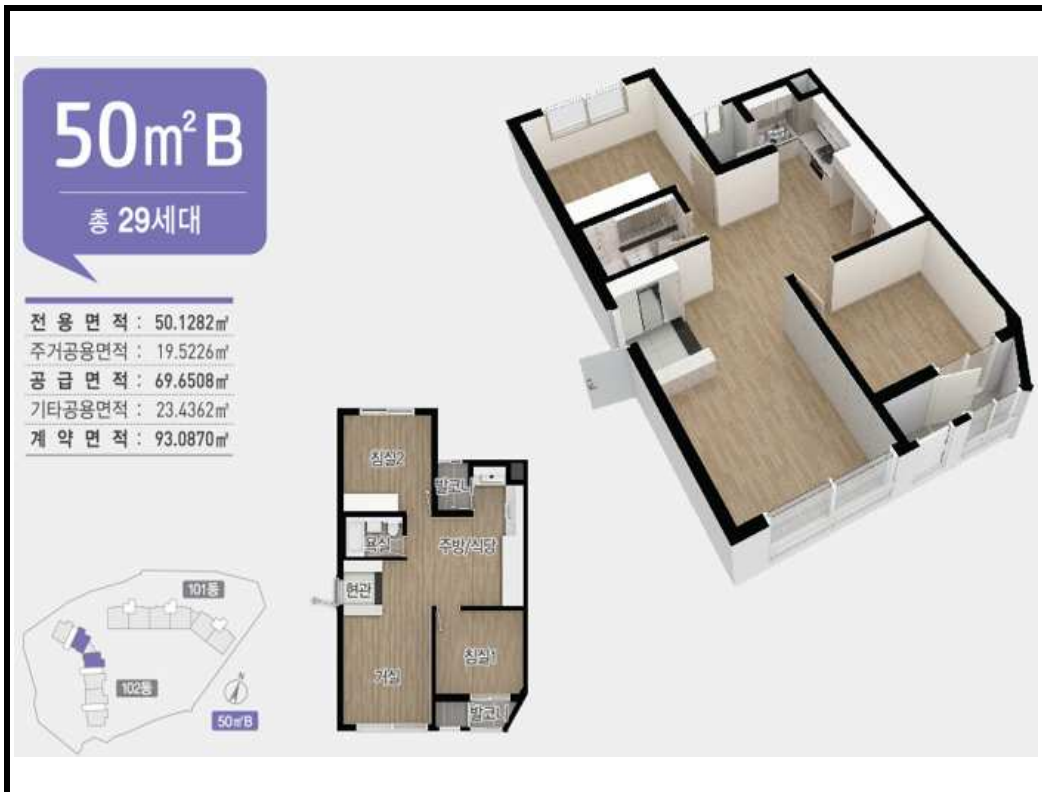 50㎡ B
총 29세대
전 용 면 적 : 50.1282㎡
주거공용면적 : 19.5226㎡
공 급 면 적 : 69.6508㎡
기타공용면적 : 23.4362㎡
계 약 면 적 : 93.0870㎡
침실2
발코니
욕실
주방/식당
현관
침실1
거실
발코니
101동
102동
N
50㎡B